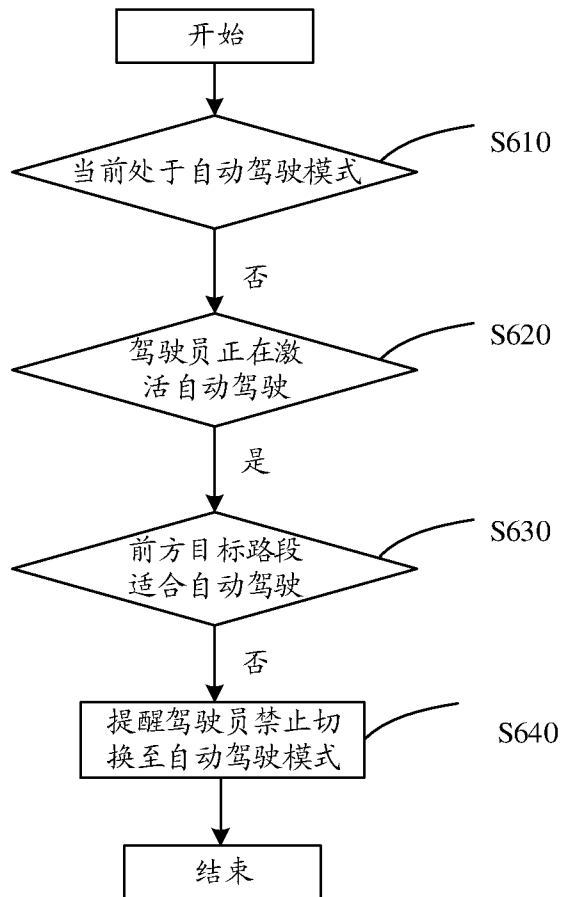 开始
当前处于自动驾驶模式
S610
否
驾驶员正在激
活自动驾驶
S620
是
前方目标路段
适合自动驾驶
S630
否
提醒驾驶员禁止切
换至自动驾驶模式
S640
结束